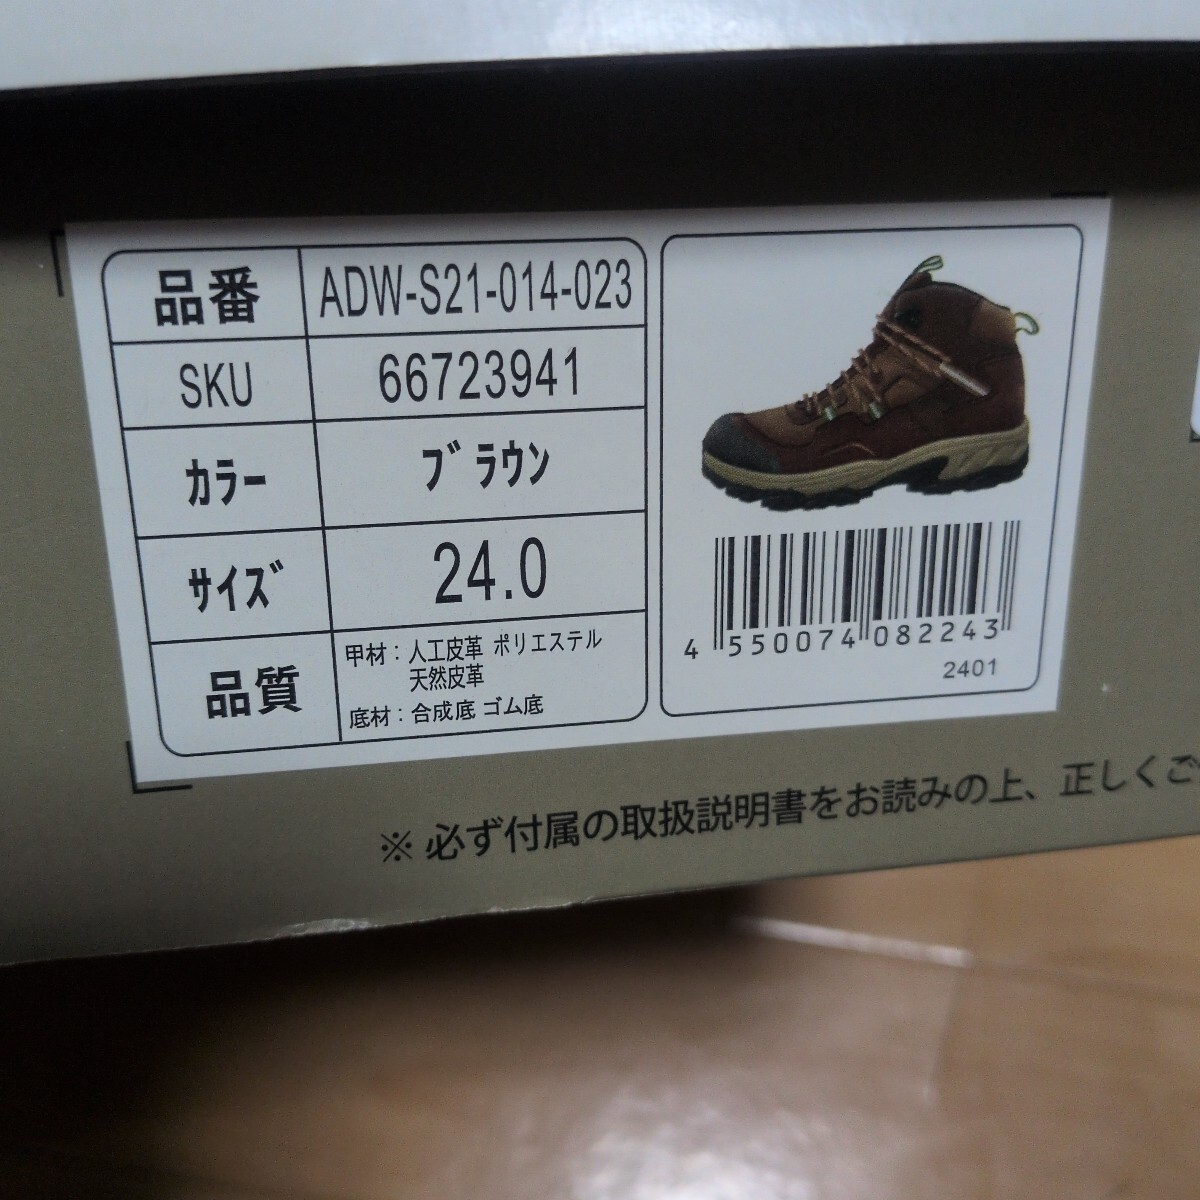 品番 ADW-S21-014-023
SKU 66723941
カラー ブラウン
サイズ 24.0
品質 甲材：人工皮革 ポリエステル
天然皮革
底材：合成底 ゴム底
4 550074 082243
2401
※ 必ず付属の取扱説明書をお読みの上、正しくご